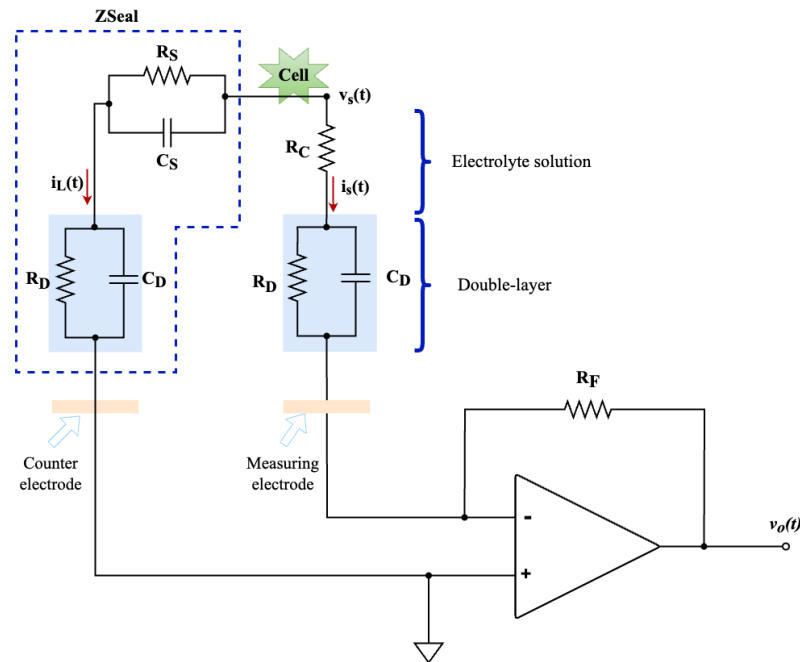 ZSeal
RS
Cell
vs(t)
CS
RC
Electrolyte solution
iL(t)
is(t)
RD
CD
RD
CD
Double-layer
RF
Counter
electrode
Measuring
electrode
-
vo(t)
+